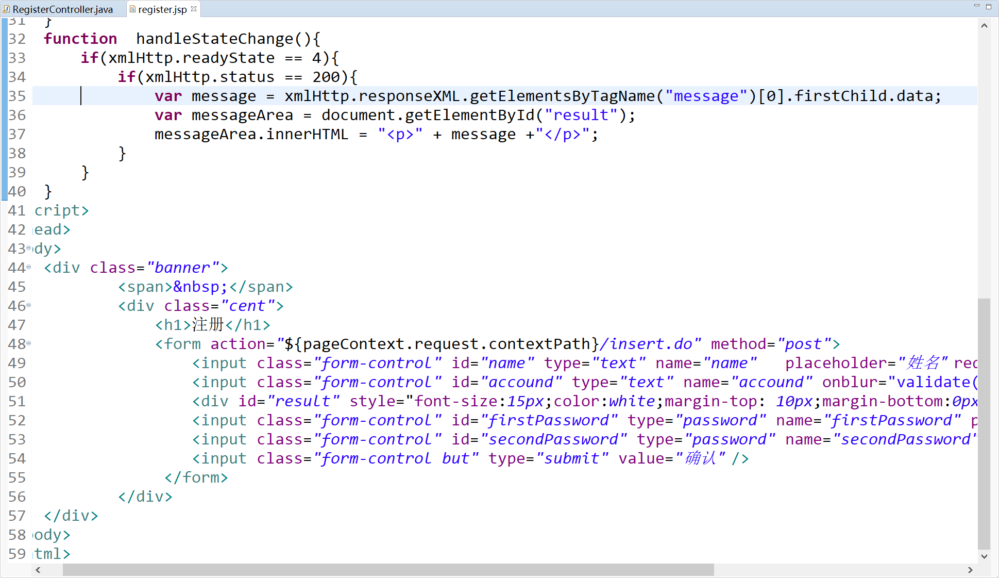 RegisterController.java register.jsp
31 }
32 function  handleStateChange(){
33 if(xmlHttp.readyState == 4){
34 if(xmlHttp.status == 200){
35 var message = xmlHttp.responseXML.getElementsByTagName("message")[0].firstChild.data;
36 var messageArea = document.getElementById("result");
37 messageArea.innerHTML = "<p>" + message +"</p>";
38 }
39 }
40 }
41 cript>
42 ead>
43 dy>
44 <div class="banner">
45 <span>&nbsp;</span>
46 <div class="cent">
47 <h1>注册</h1>
48 <form action="${pageContext.request.contextPath}/insert.do" method="post">
49 <input class="form-control" id="name" type="text" name="name"   placeholder="姓名" rec
50 <input class="form-control" id="accound" type="text" name="accound" onblur="validate(
51 <div id="result" style="font-size:15px;color:white;margin-top: 10px;margin-bottom:0px
52 <input class="form-control" id="firstPassword" type="password" name="firstPassword" p
53 <input class="form-control" id="secondPassword" type="password" name="secondPassword"
54 <input class="form-control but" type="submit" value="确认" />
55 </form>
56 </div>
57 </div>
58 ody>
59 tml>